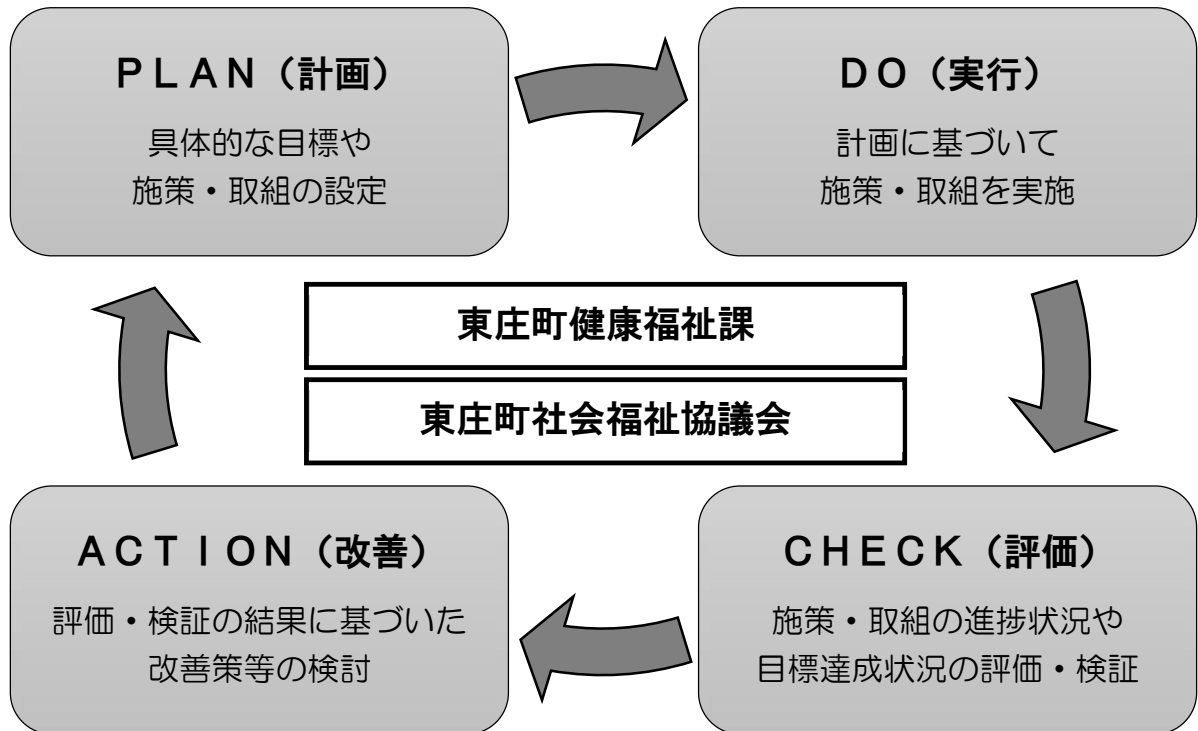 ＰＬＡＮ（計画）
具体的な目標や
施策・取組の設定
ＤＯ（実行）
計画に基づいて
施策・取組を実施
東庄町健康福祉課
東庄町社会福祉協議会
ＡＣＴＩＯＮ（改善）
評価・検証の結果に基づいた
改善策等の検討
ＣＨＥＣＫ（評価）
施策・取組の進捗状況や
目標達成状況の評価・検証